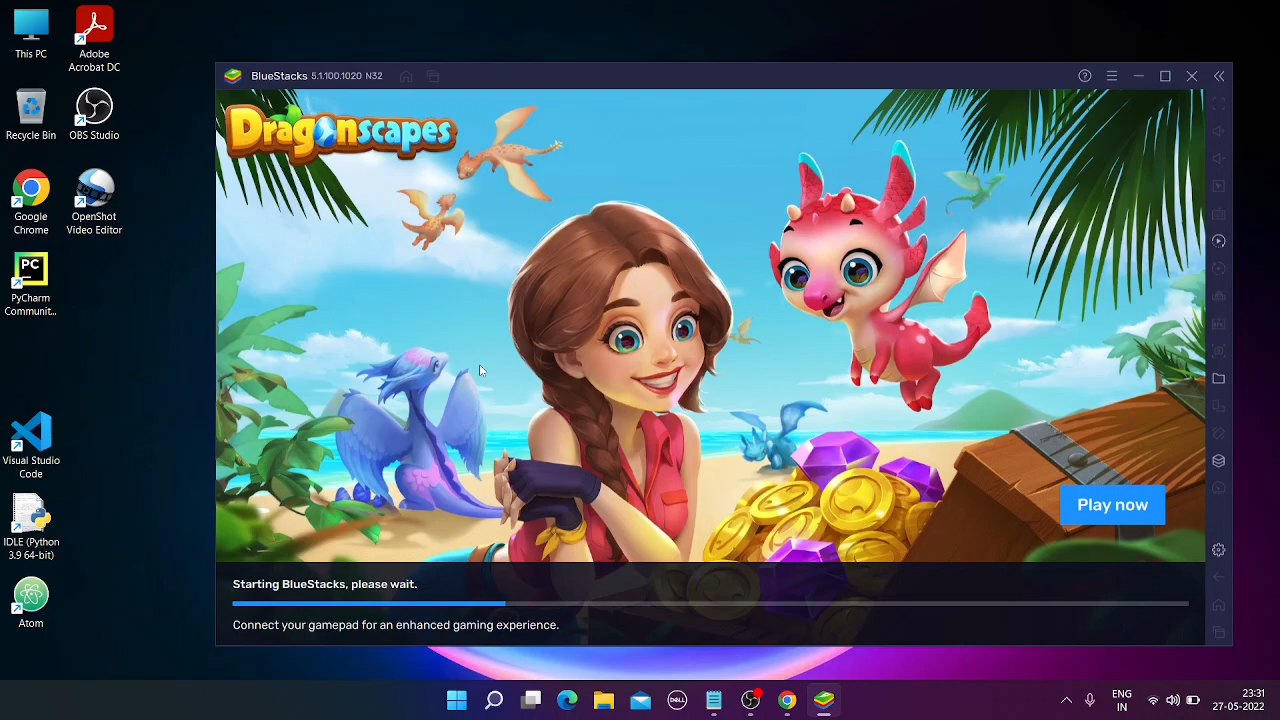 This PC
Adobe
Acrobat DC
Recycle Bin
OBS Studio
Google
Chrome
OpenShot
Video Editor
PC
PyCharm
Communit...
Visual Studio
Code
IDLE (Python
3.9 64-bit)
Atom
BlueStacks 5.1.100.1020 N32
Dragonscapes
Play now
Starting BlueStacks, please wait.
Connect your gamepad for an enhanced gaming experience.
DELL
ENG
IN
23:31
27-05-2022